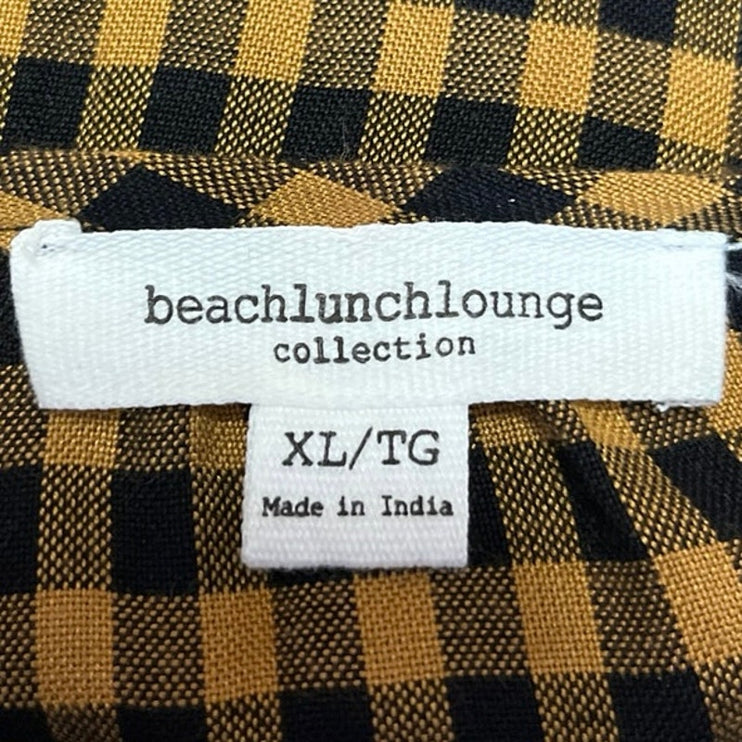 beachlunchlounge
collection
XL/TG
Made in India